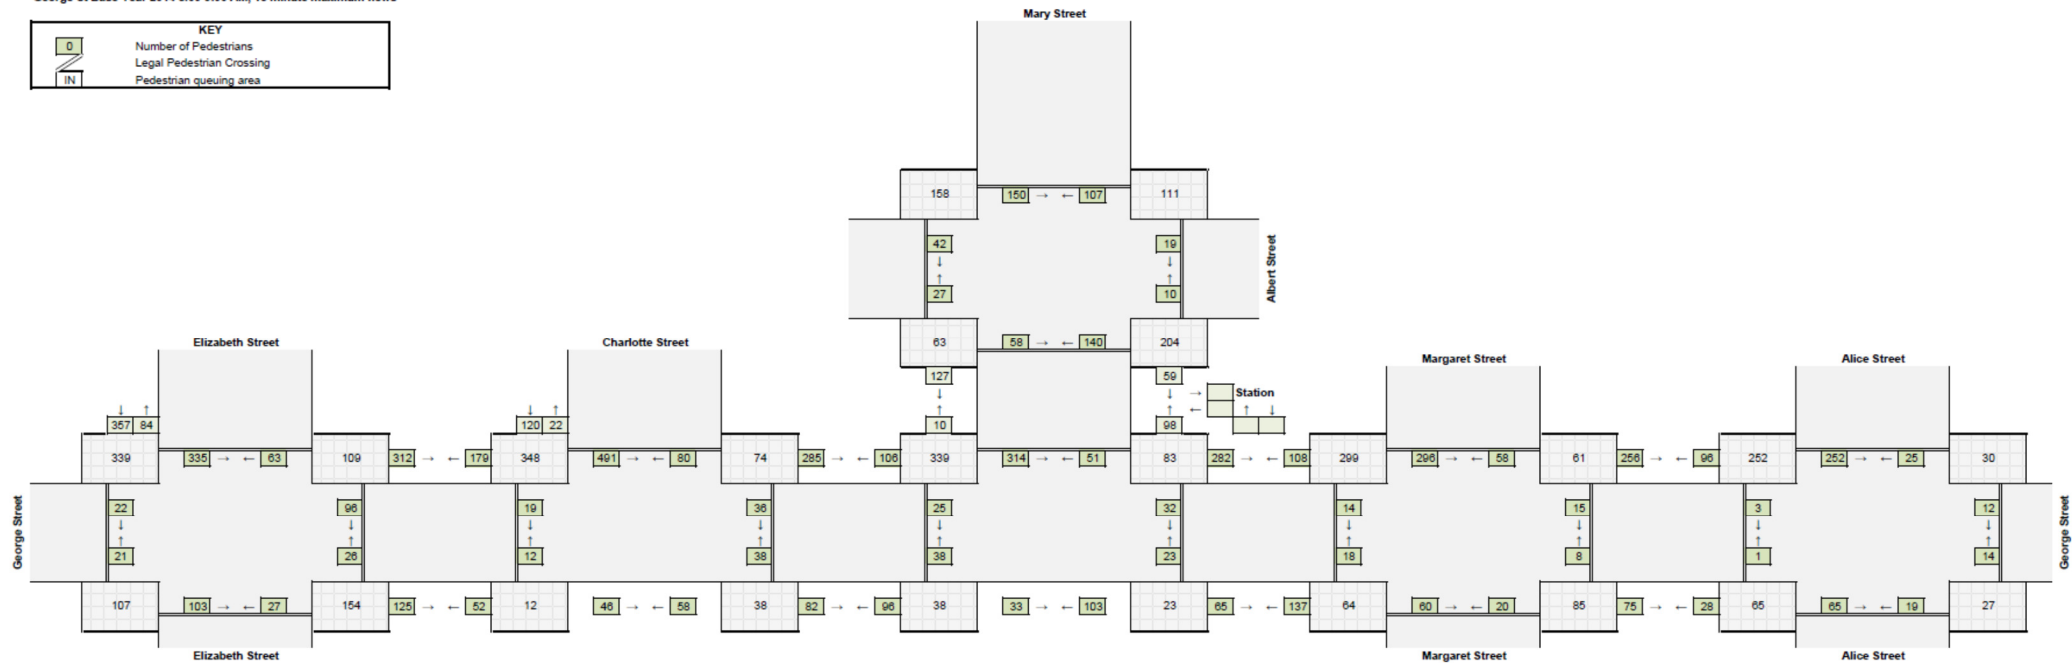 Mary Street
KEY
0 Number of Pedestrians
Legal Pedestrian Crossing
IN Pedestrian queuing area
158 150 → ← 107 111
42 19
↓ ↓
↑ ↑
27 10
Albert Street
63 58 → ← 140 204
Elizabeth Street Charlotte Street Margaret Street Alice Street
127 59
↓ ↓ → Station
↑ ↑ ← ↑ ↓
↓ ↑ ↓ ↑
357 84 120 22 10 98
339 335 → ← 63 109 312 → ← 179 348 491 → ← 80 74 285 → ← 106 339 314 → ← 51 83 282 → ← 108 299 296 → ← 58 61 256 → ← 96 252 252 → ← 25 30
George Street George Street
22 96 19 36 25 32 14 15 3 12
↓ ↓ ↓ ↓ ↓ ↓ ↓ ↓ ↓ ↓
↑ ↑ ↑ ↑ ↑ ↑ ↑ ↑ ↑ ↑
21 26 12 38 38 23 18 8 1 14
107 103 → ← 27 154 125 → ← 52 12 46 → ← 58 38 82 → ← 96 38 33 → ← 103 23 65 → ← 137 64 60 → ← 20 85 75 → ← 28 65 65 → ← 19 27
Elizabeth Street Margaret Street Alice Street